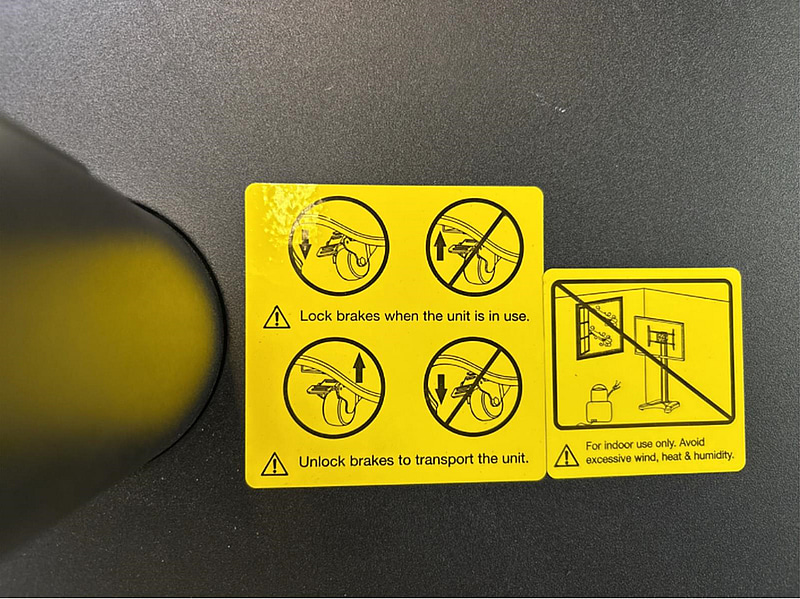 Lock brakes when the unit is in use.
Unlock brakes to transport the unit.
For indoor use only. Avoid
excessive wind, heat & humidity.